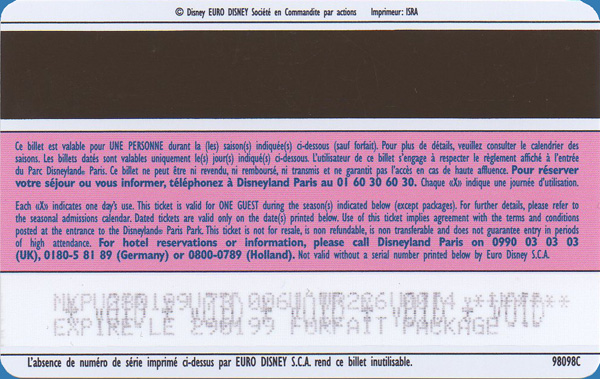 © Disney EURO DISNEY Société en Commandite par actions Imprimeur: ISRA
Ce billet est valable pour UNE PERSONNE durant la (les) saison(s) indiquée(s) ci-dessous (sauf forfait). Pour plus de détails, veuillez consulter le calendrier des
saisons. Les billets datés sont valables uniquement le(s) jour(s) indiqué(s) ci-dessous. L'utilisateur de ce billet s'engage à respecter le règlement affiché à l'entrée
du Parc Disneyland® Paris. Ce billet ne peut être ni revendu, ni remboursé, ni transmis et ne garantit pas l'accès en cas de haute affluence. Pour réserver
votre séjour ou vous informer, téléphonez à Disneyland Paris au 01 60 30 60 30. Chaque «X» indique une journée d'utilisation.
Each «X» indicates one day's use. This ticket is valid for ONE GUEST during the season(s) indicated below (except packages). For further details, please refer to
the seasonal admissions calendar. Dated tickets are valid only on the date(s) printed below. Use of this ticket implies agreement with the terms and conditions
posted at the entrance to the Disneyland® Paris Park. This ticket is not for resale, is non refundable, is non transferable and does not guarantee entry in periods
of high attendance. For hotel reservations or information, please call Disneyland Paris on 0990 03 03 03
(UK), 0180-5 81 89 (Germany) or 0800-0789 (Holland). Not valid without a serial number printed below by Euro Disney S.C.A.
EXPIRE LE 290199 FORFAIT PACKAGE
L'absence de numéro de série imprimé ci-dessus par EURO DISNEY S.C.A. rend ce billet inutilisable. 98098C